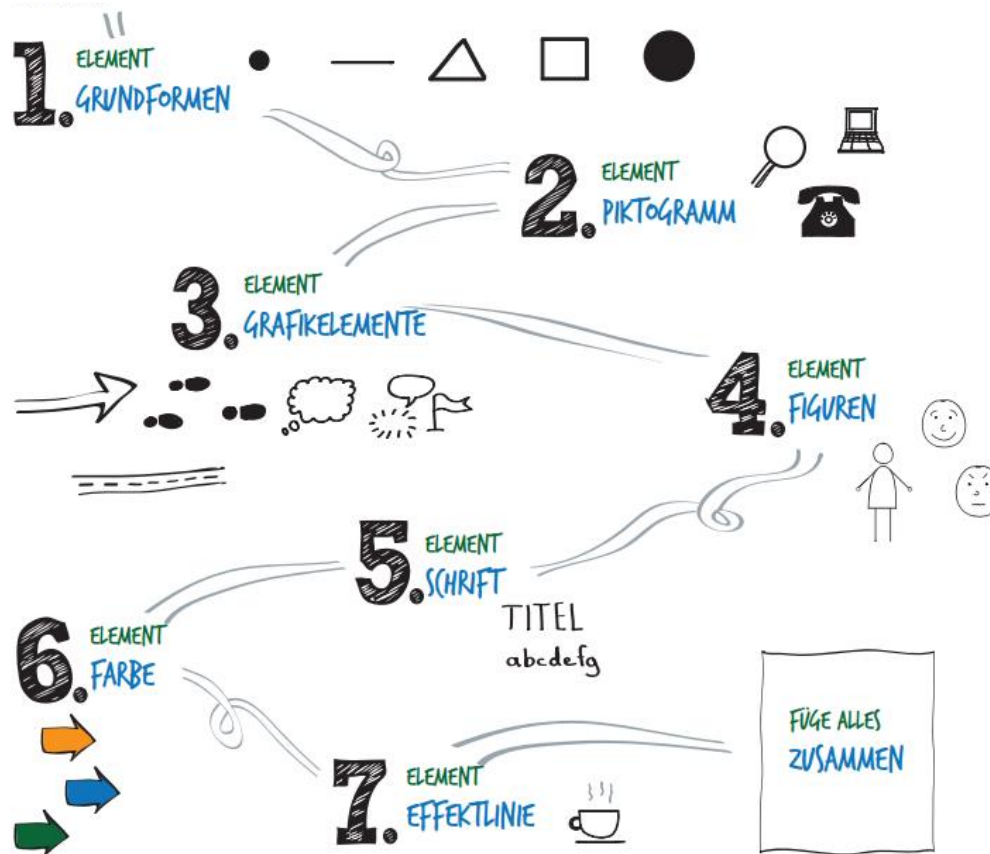 1. ELEMENT
GRUNDFORMEN
2. ELEMENT
PIKTOGRAMM
3. ELEMENT
GRAFIKELEMENTE
4. ELEMENT
FIGUREN
5. ELEMENT
SCHRIFT
TITEL
abcdefg
6. ELEMENT
FARBE
7. ELEMENT
EFFEKTLINIE
FÜGE ALLES
ZUSAMMEN